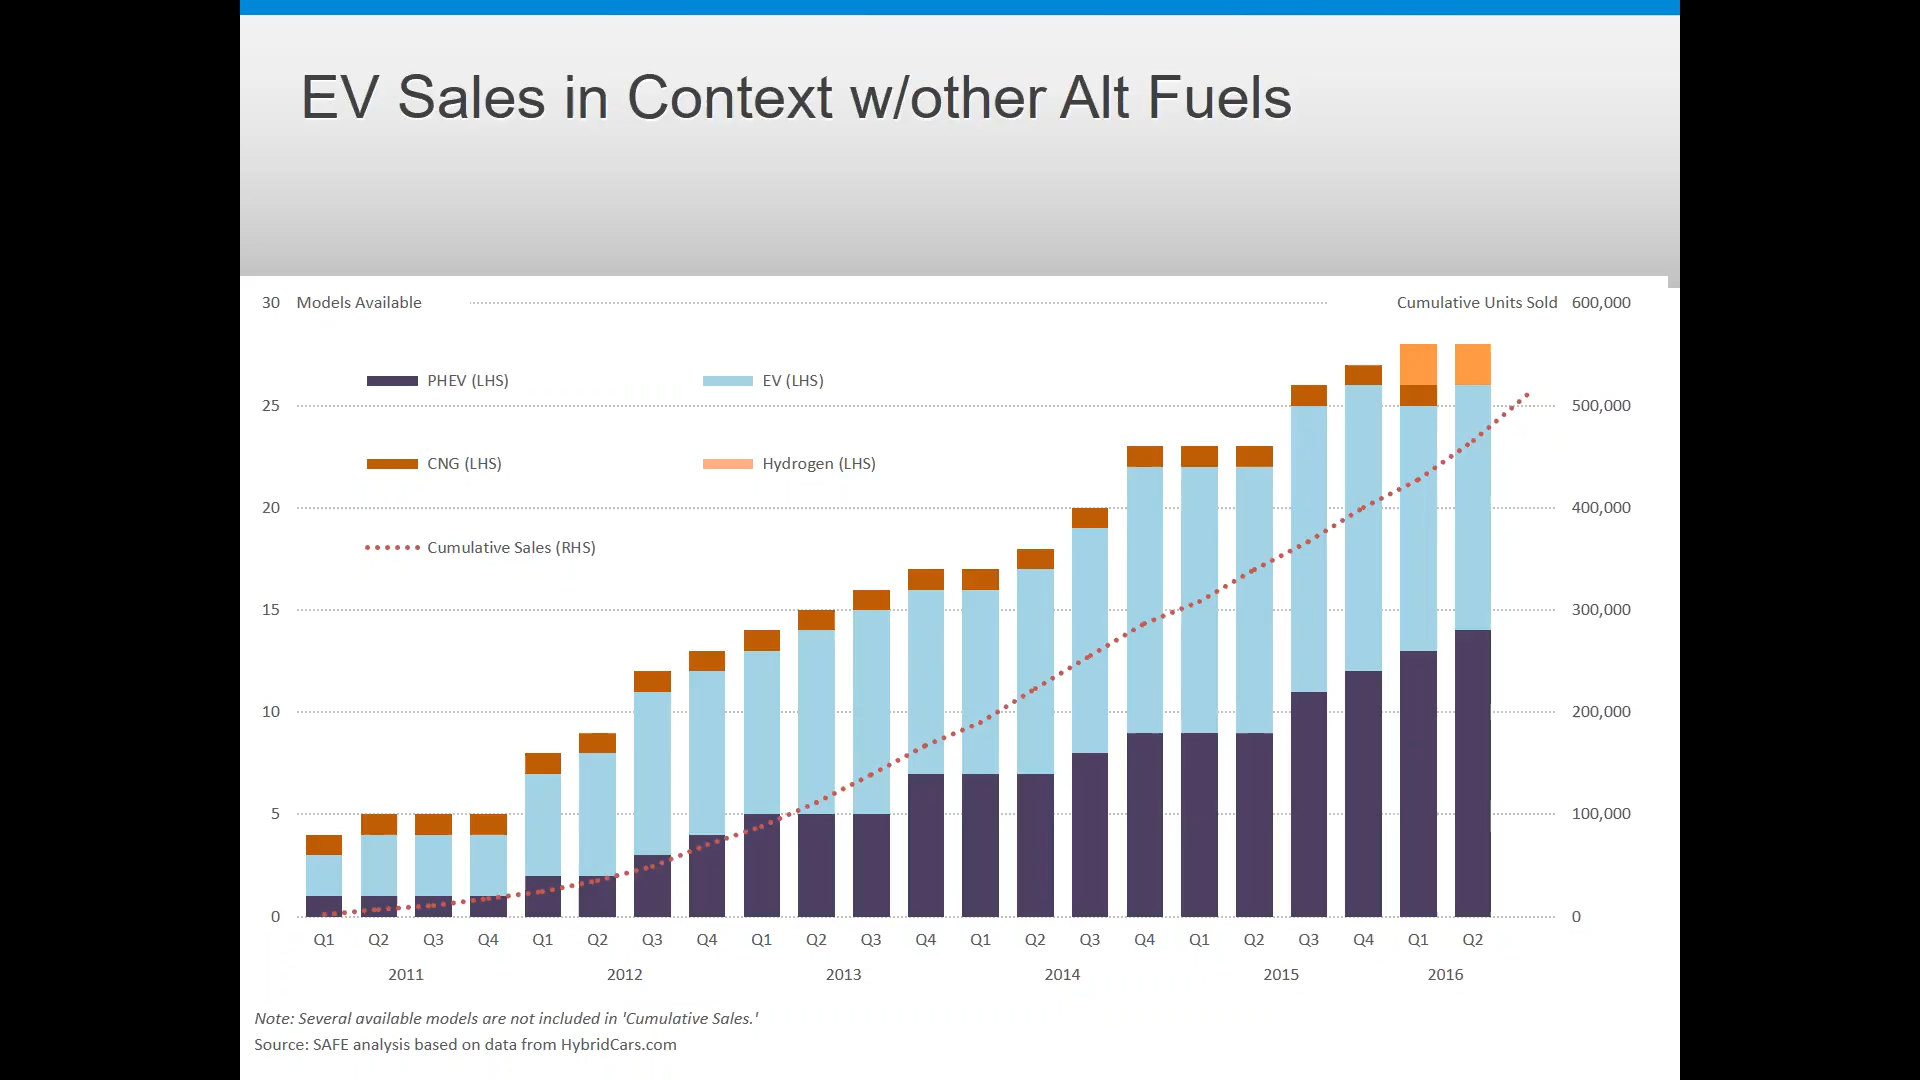 EV Sales in Context w/other Alt Fuels
30 Models Available Cumulative Units Sold 600,000
PHEV (LHS) EV (LHS)
25 500,000
CNG (LHS) Hydrogen (LHS)
20 400,000
Cumulative Sales (RHS)
15 300,000
10 200,000
5 100,000
0 0
Q1 Q2 Q3 Q4 Q1 Q2 Q3 Q4 Q1 Q2 Q3 Q4 Q1 Q2 Q3 Q4 Q1 Q2 Q3 Q4 Q1 Q2
2011 2012 2013 2014 2015 2016
Note: Several available models are not included in 'Cumulative Sales.'
Source: SAFE analysis based on data from HybridCars.com